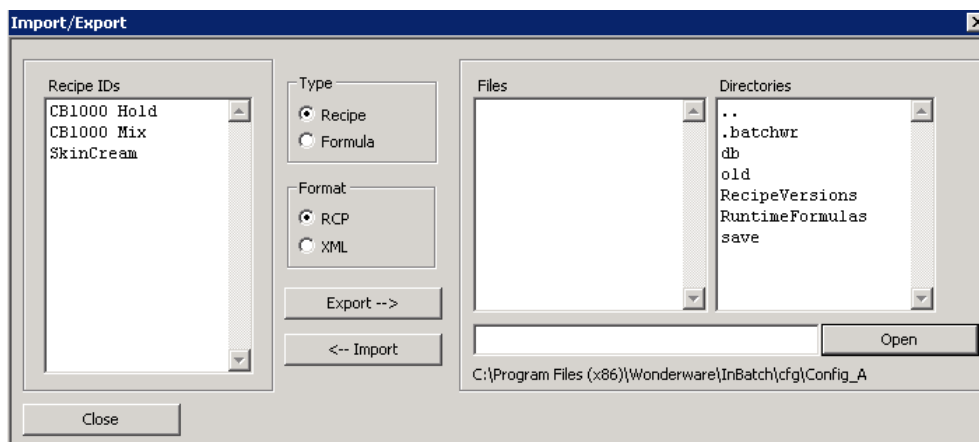 Import/Export
Recipe IDs
CB1000 Hold
CB1000 Mix
SkinCream
Type
Recipe
Formula
Format
RCP
XML
Export -->
<-- Import
Files
Directories
..
.batchwr
db
old
RecipeVersions
RuntimeFormulas
save
Open
C:\Program Files (x86)\Wonderware\InBatch\cfg\Config_A
Close